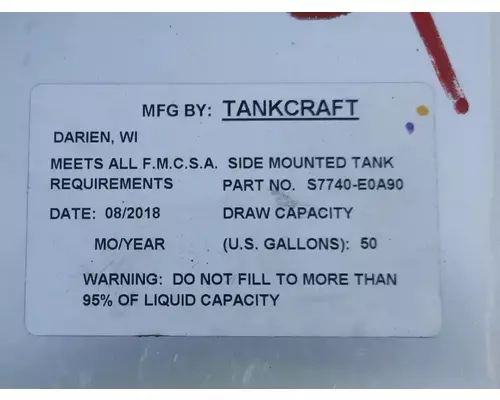 MFG BY: TANKCRAFT
DARIEN, WI
MEETS ALL F.M.C.S.A. SIDE MOUNTED TANK
REQUIREMENTS PART NO. S7740-E0A90
DATE: 08/2018 DRAW CAPACITY
MO/YEAR (U.S. GALLONS): 50
WARNING: DO NOT FILL TO MORE THAN
95% OF LIQUID CAPACITY